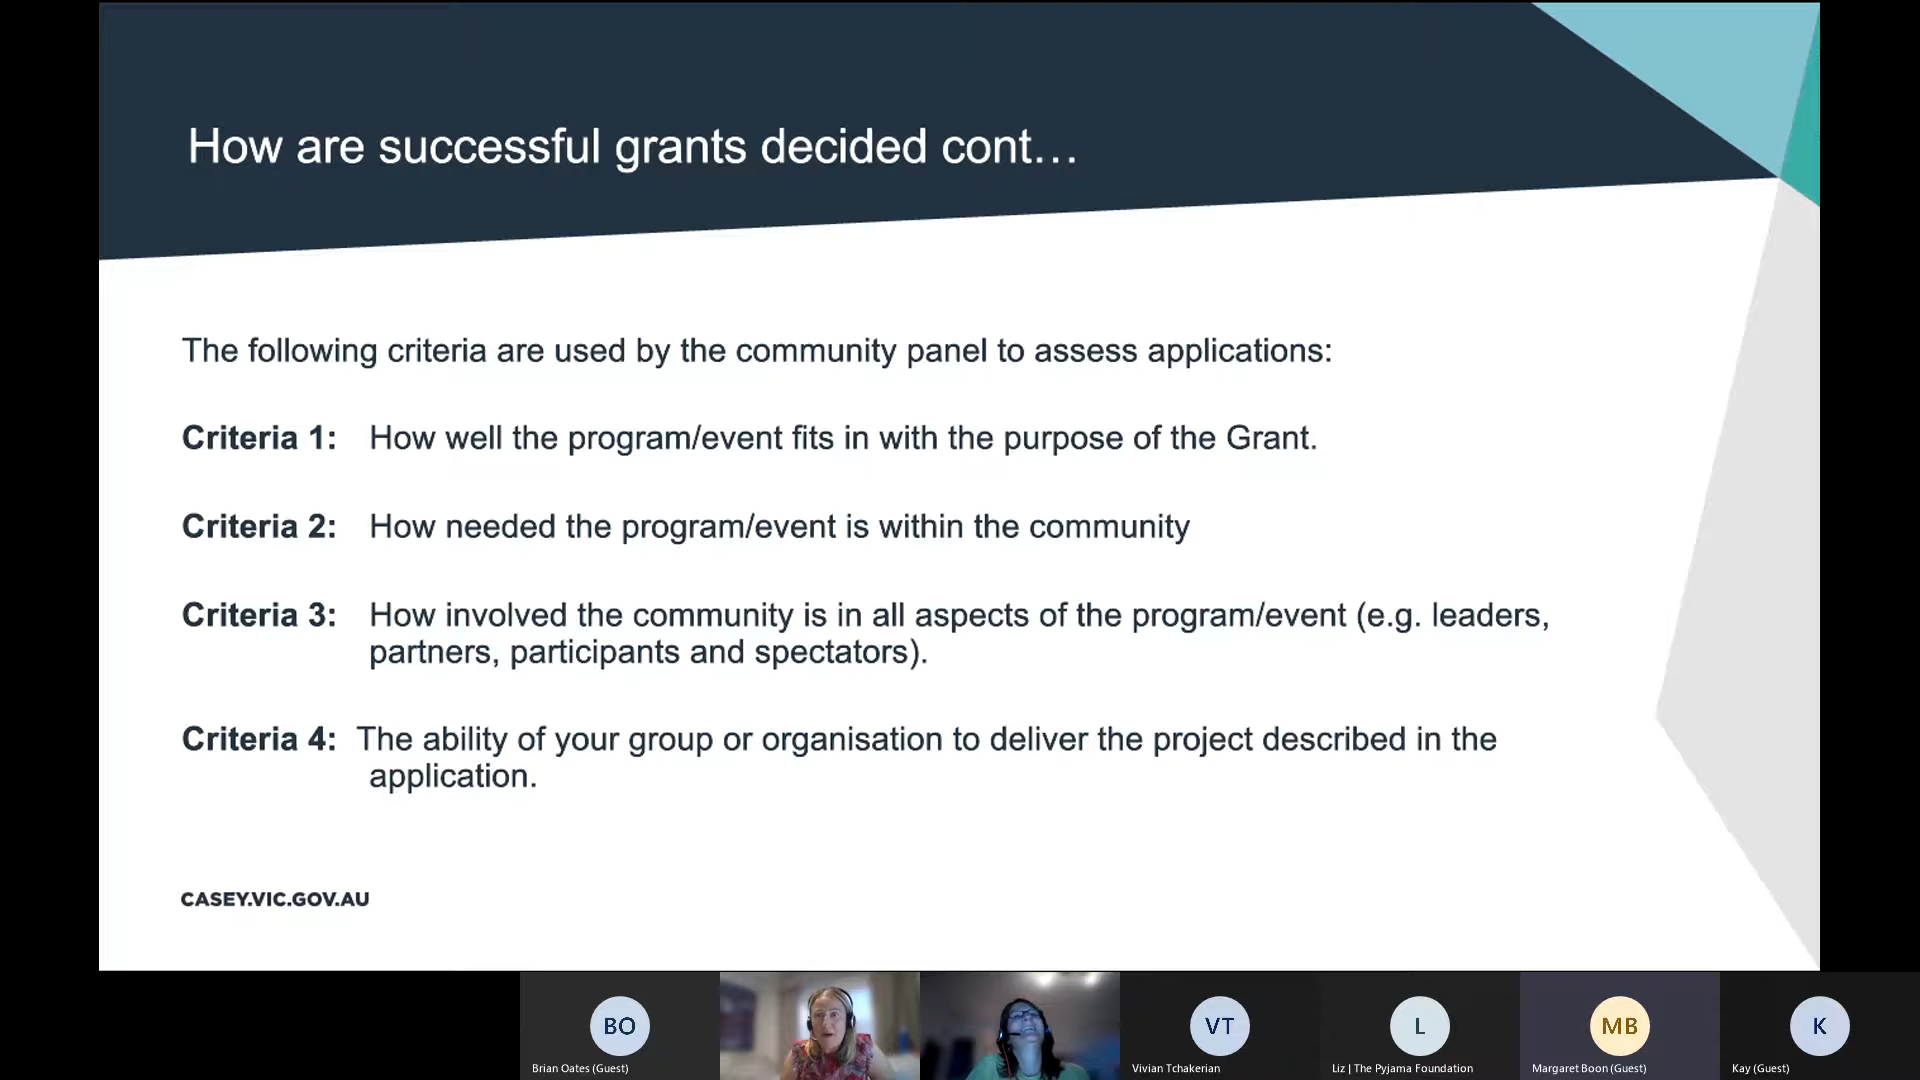 How are successful grants decided cont…
The following criteria are used by the community panel to assess applications:
Criteria 1: How well the program/event fits in with the purpose of the Grant.
Criteria 2: How needed the program/event is within the community
Criteria 3: How involved the community is in all aspects of the program/event (e.g. leaders,
partners, participants and spectators).
Criteria 4: The ability of your group or organisation to deliver the project described in the
application.
CASEY.VIC.GOV.AU
BO
VT
L
MB
K
Brian Oates (Guest)
Vivian Tchakerian
Liz | The Pyjama Foundation
Margaret Boon (Guest)
Kay (Guest)